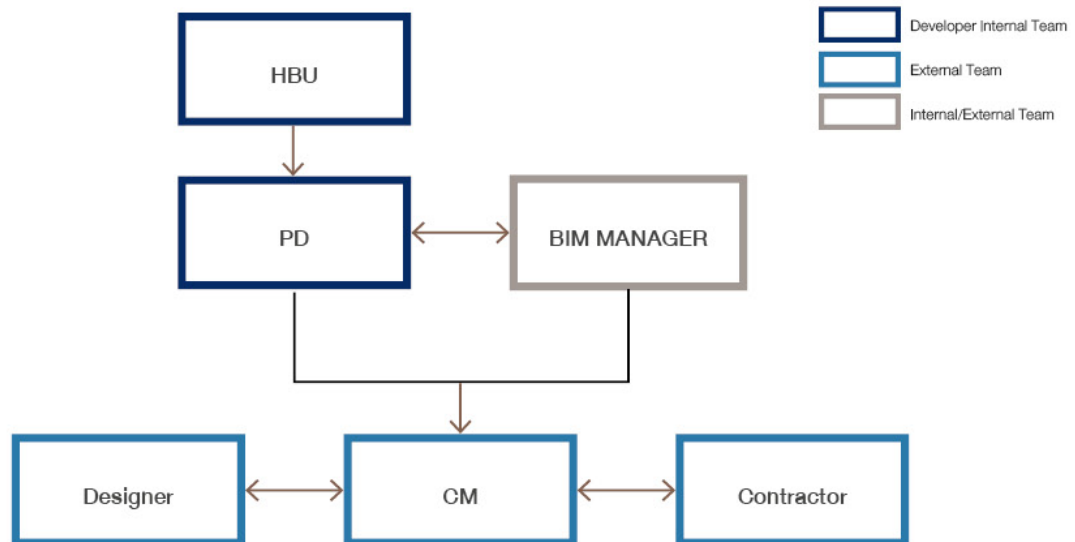 HBU
Developer Internal Team
External Team
Internal/External Team
PD
BIM MANAGER
Designer
CM
Contractor